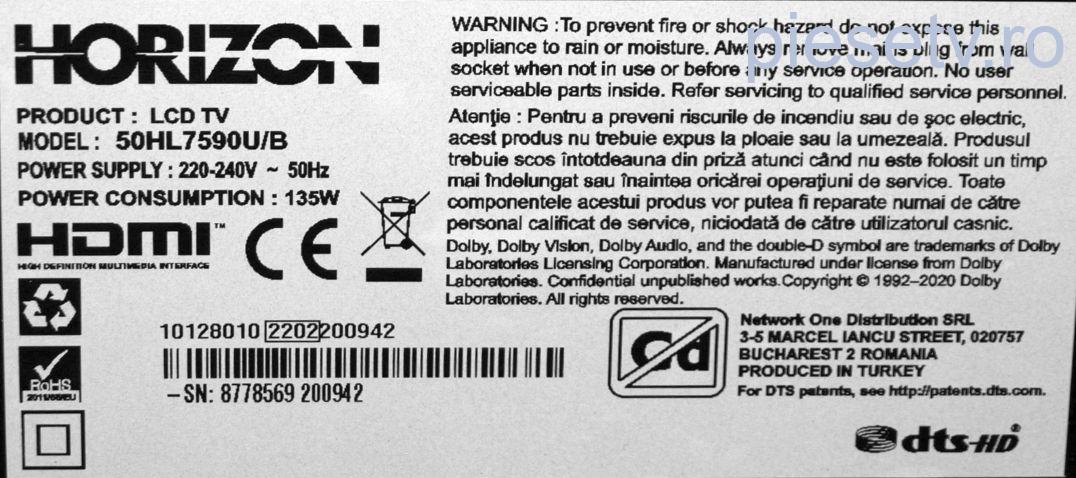 HORIZON
PRODUCT : LCD TV
MODEL : 50HL7590U/B
POWER SUPPLY : 220-240V ~ 50Hz
POWER CONSUMPTION : 135W
HDMI™
HIGH DEFINITION MULTIMEDIA INTERFACE
CE
RoHS
2011/65/EU
10128010 2202 200942
-SN: 8778569 200942
WARNING :To prevent fire or shock hazard do not expose this
appliance to rain or moisture. Always remove mains plug from wall
socket when not in use or before any service operation. No user
serviceable parts inside. Refer servicing to qualified service personnel.
Atenţie : Pentru a preveni riscurile de incendiu sau de şoc electric,
acest produs nu trebuie expus la ploaie sau la umezeală. Produsul
trebuie scos întotdeauna din priză atunci când nu este folosit un timp
mai îndelungat sau înaintea oricărei operaţiuni de service. Toate
componentele acestui produs vor putea fi reparate numai de către
personal calificat de service, niciodată de către utilizatorul casnic.
Dolby, Dolby Vision, Dolby Audio, and the double-D symbol are trademarks of Dolby
Laboratories Licensing Corporation. Manufactured under license from Dolby
Laboratories. Confidential unpublished works.Copyright © 1992–2020 Dolby
Laboratories. All rights reserved.
Cd
Network One Distribution SRL
3-5 MARCEL IANCU STREET, 020757
BUCHAREST 2 ROMANIA
PRODUCED IN TURKEY
For DTS patents, see http://patents.dts.com.
dts-HD®
piesetv.ro